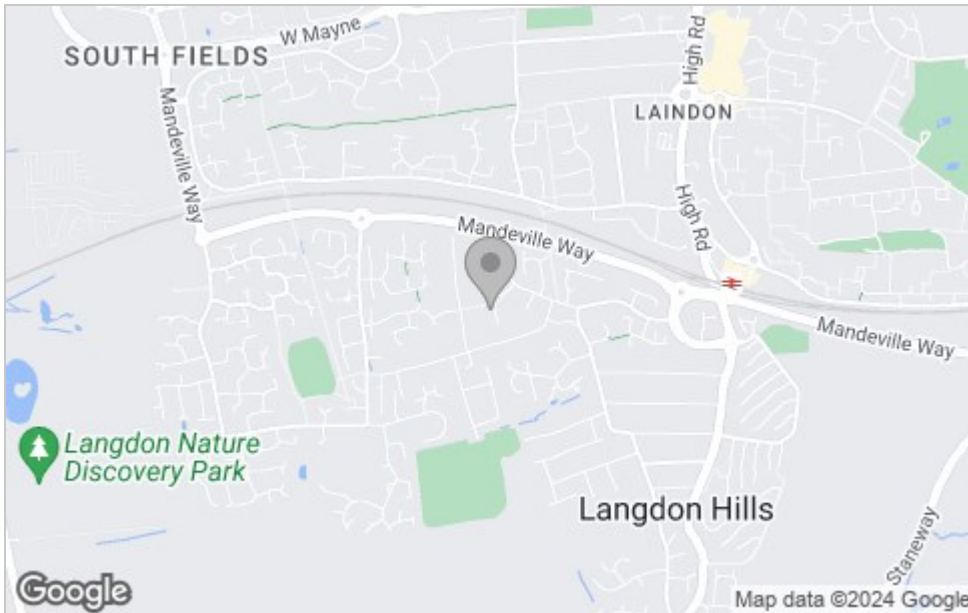 W Mayne
SOUTH FIELDS
High Rd
LAINDON
Mandeville Way
Mandeville Way
High Rd
Mandeville Way
Langdon Nature
Discovery Park
Langdon Hills
Staneway
Google
Map data ©2024 Google